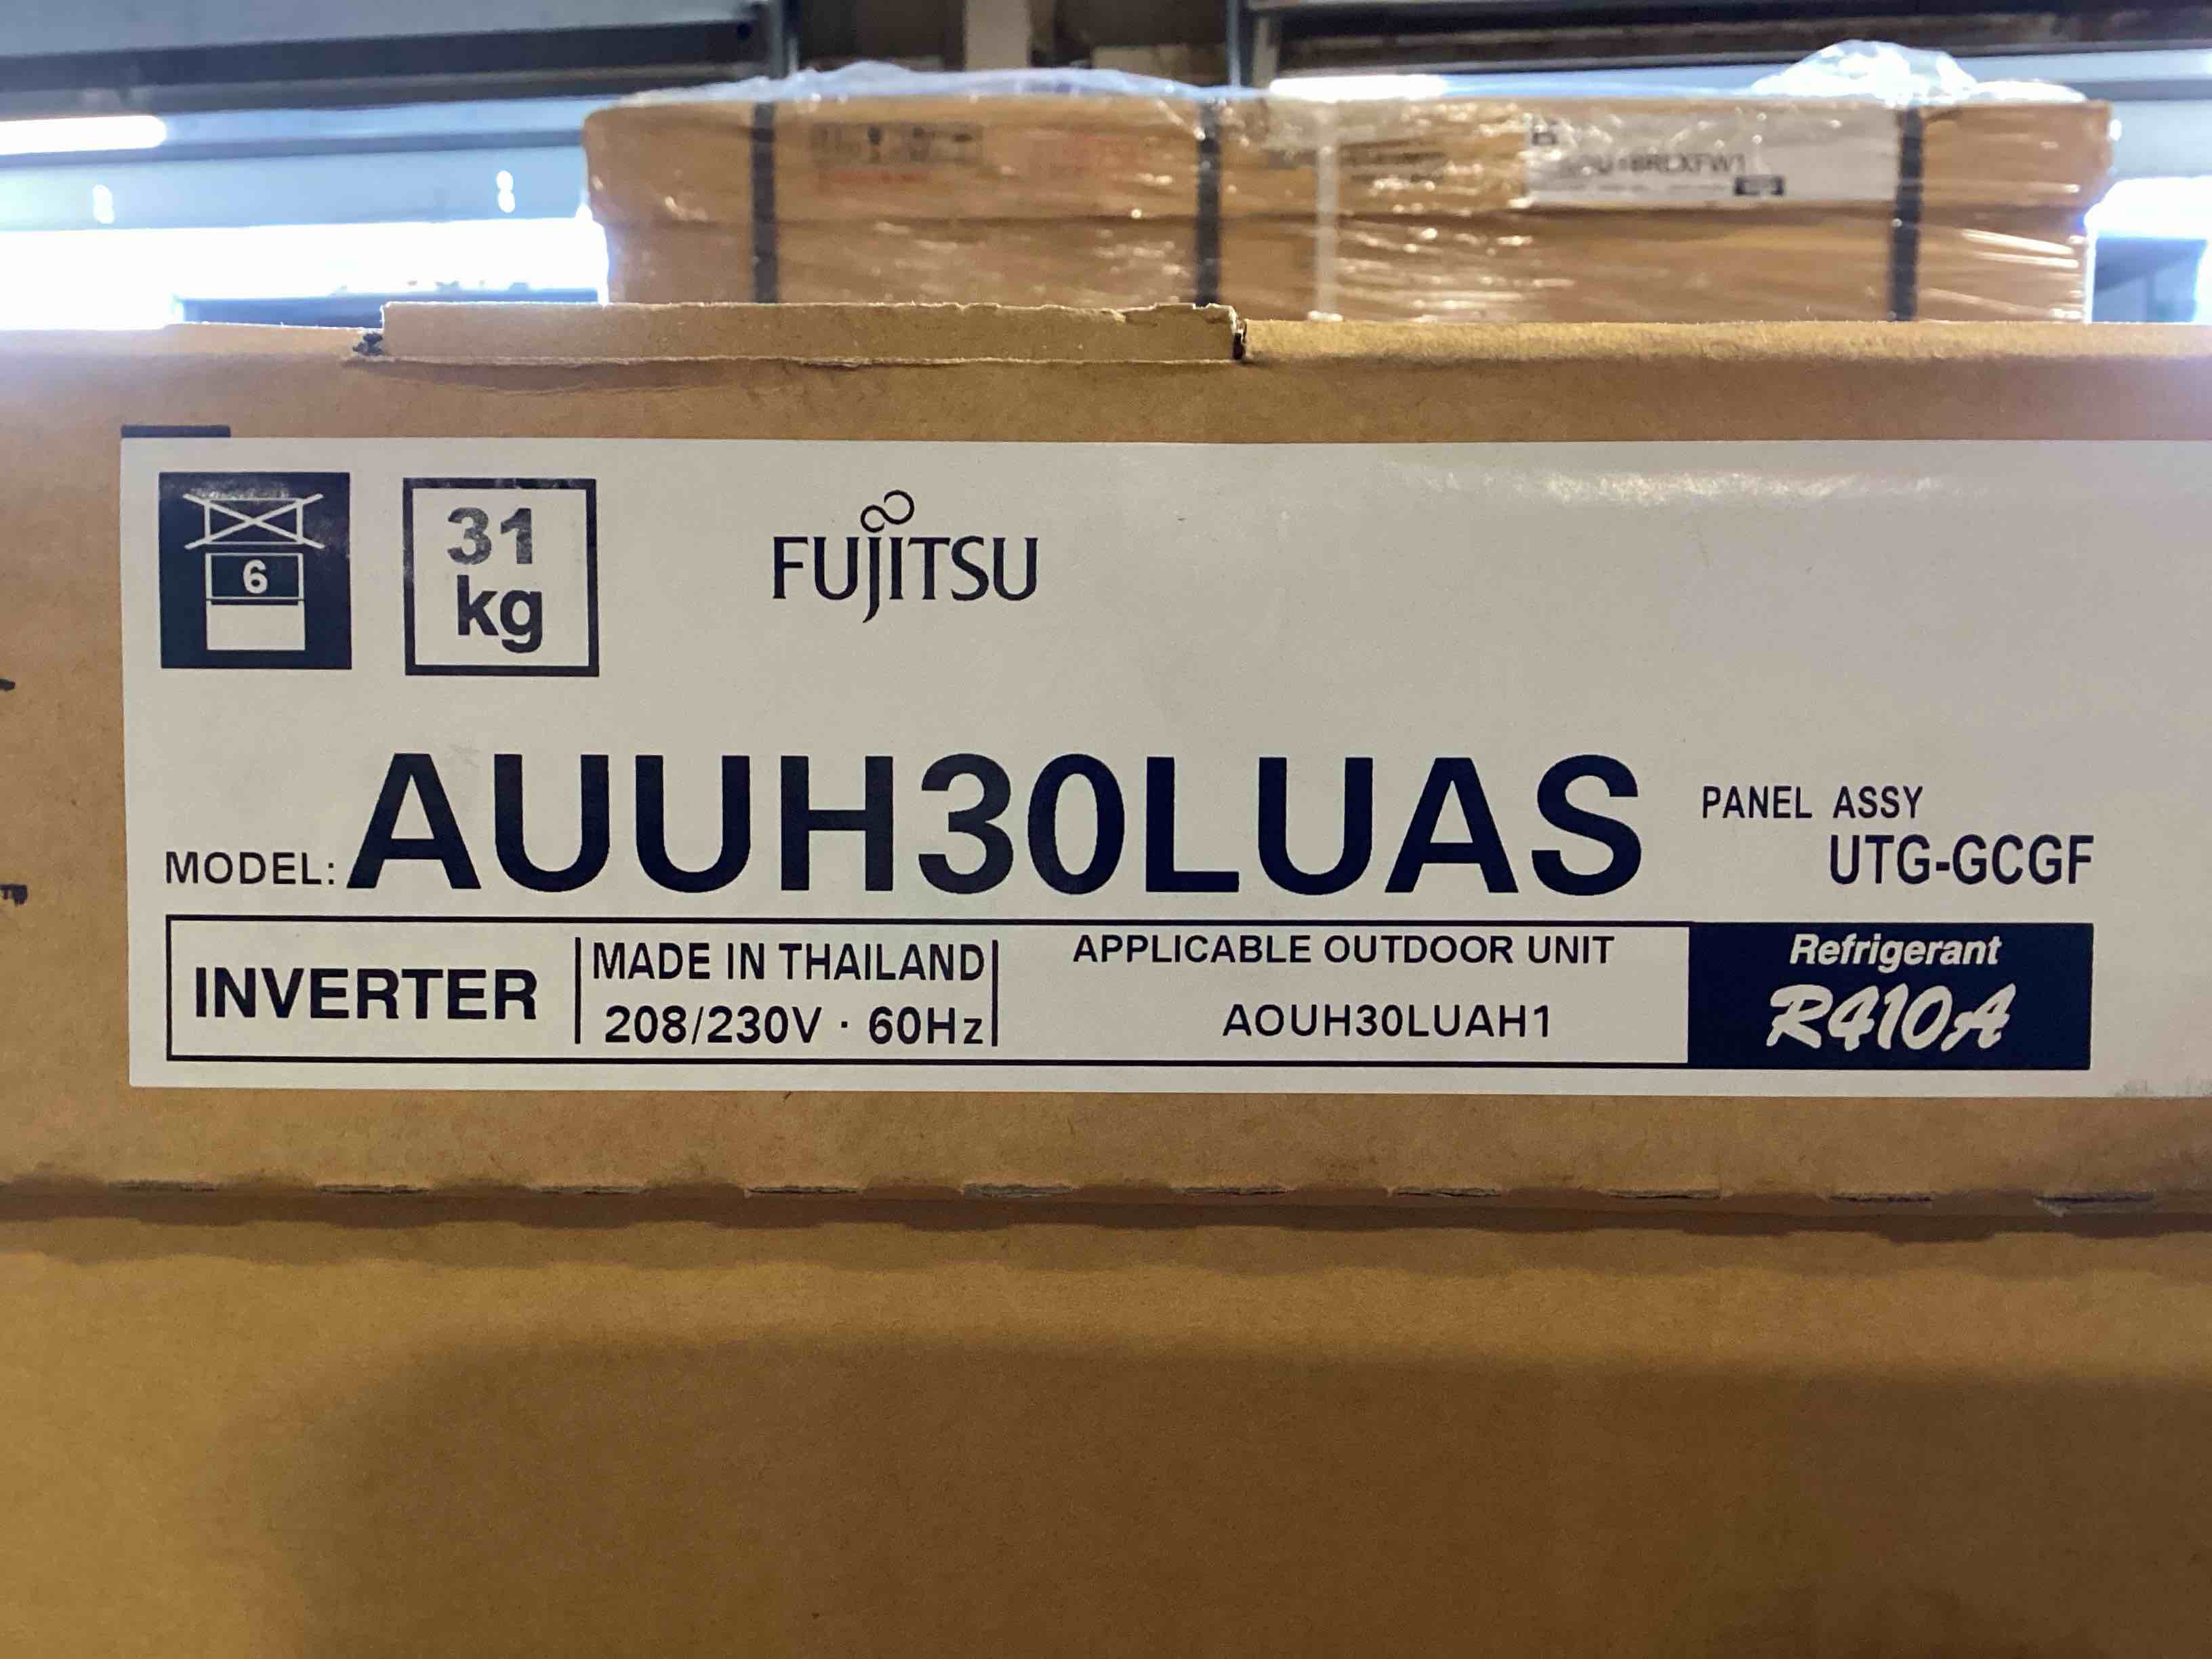 6
31
kg
FUJITSU
MODEL: AUUH30LUAS
PANEL ASSY
UTG-GCGF
INVERTER
MADE IN THAILAND
208/230V · 60Hz
APPLICABLE OUTDOOR UNIT
AOUH30LUAH1
Refrigerant
R410A